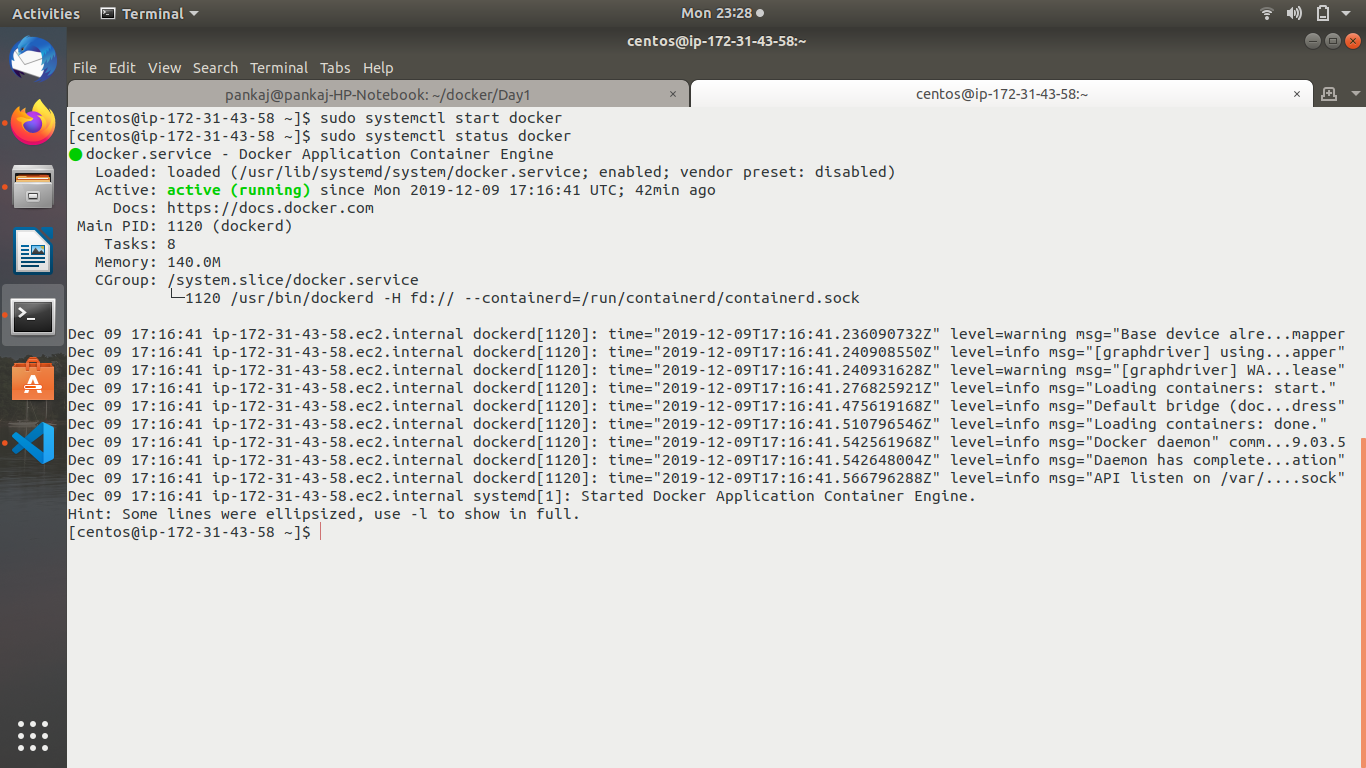 Activities Terminal Mon 23:28
centos@ip-172-31-43-58:~
File Edit View Search Terminal Tabs Help
pankaj@pankaj-HP-Notebook: ~/docker/Day1 × centos@ip-172-31-43-58:~ ×
[centos@ip-172-31-43-58 ~]$ sudo systemctl start docker
[centos@ip-172-31-43-58 ~]$ sudo systemctl status docker
● docker.service - Docker Application Container Engine
   Loaded: loaded (/usr/lib/systemd/system/docker.service; enabled; vendor preset: disabled)
   Active: active (running) since Mon 2019-12-09 17:16:41 UTC; 42min ago
     Docs: https://docs.docker.com
 Main PID: 1120 (dockerd)
    Tasks: 8
   Memory: 140.0M
   CGroup: /system.slice/docker.service
           └─1120 /usr/bin/dockerd -H fd:// --containerd=/run/containerd/containerd.sock
Dec 09 17:16:41 ip-172-31-43-58.ec2.internal dockerd[1120]: time="2019-12-09T17:16:41.236090732Z" level=warning msg="Base device alre...mapper
Dec 09 17:16:41 ip-172-31-43-58.ec2.internal dockerd[1120]: time="2019-12-09T17:16:41.240908550Z" level=info msg="[graphdriver] using...apper"
Dec 09 17:16:41 ip-172-31-43-58.ec2.internal dockerd[1120]: time="2019-12-09T17:16:41.240931628Z" level=warning msg="[graphdriver] WA...lease"
Dec 09 17:16:41 ip-172-31-43-58.ec2.internal dockerd[1120]: time="2019-12-09T17:16:41.276825921Z" level=info msg="Loading containers: start."
Dec 09 17:16:41 ip-172-31-43-58.ec2.internal dockerd[1120]: time="2019-12-09T17:16:41.475619168Z" level=info msg="Default bridge (doc...dress"
Dec 09 17:16:41 ip-172-31-43-58.ec2.internal dockerd[1120]: time="2019-12-09T17:16:41.510796546Z" level=info msg="Loading containers: done."
Dec 09 17:16:41 ip-172-31-43-58.ec2.internal dockerd[1120]: time="2019-12-09T17:16:41.542561968Z" level=info msg="Docker daemon" comm...9.03.5
Dec 09 17:16:41 ip-172-31-43-58.ec2.internal dockerd[1120]: time="2019-12-09T17:16:41.542648004Z" level=info msg="Daemon has complete...ation"
Dec 09 17:16:41 ip-172-31-43-58.ec2.internal dockerd[1120]: time="2019-12-09T17:16:41.566796288Z" level=info msg="API listen on /var/....sock"
Dec 09 17:16:41 ip-172-31-43-58.ec2.internal systemd[1]: Started Docker Application Container Engine.
Hint: Some lines were ellipsized, use -l to show in full.
[centos@ip-172-31-43-58 ~]$